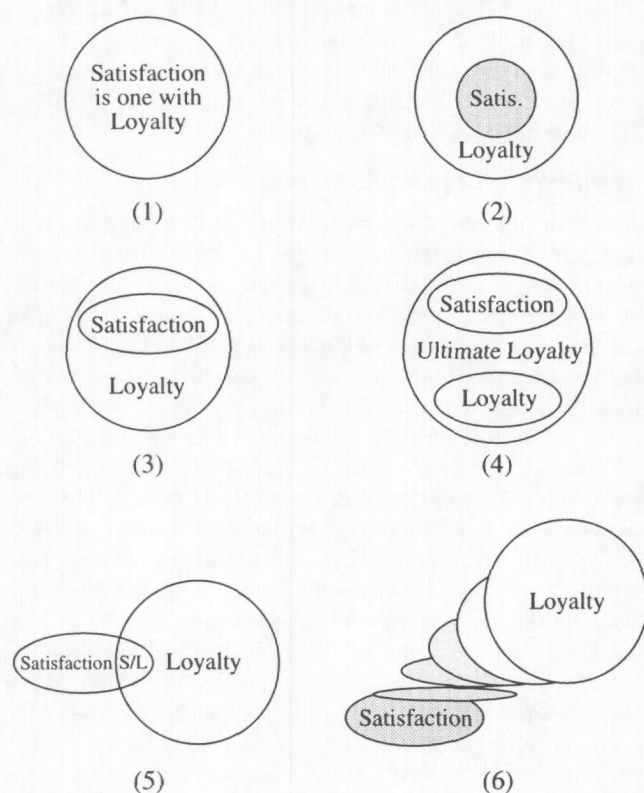 Satisfaction
is one with
Loyalty
(1)
Satis.
Loyalty
(2)
Satisfaction
Loyalty
(3)
Satisfaction
Ultimate Loyalty
Loyalty
(4)
Satisfaction S/L Loyalty
(5)
Loyalty
Satisfaction
(6)